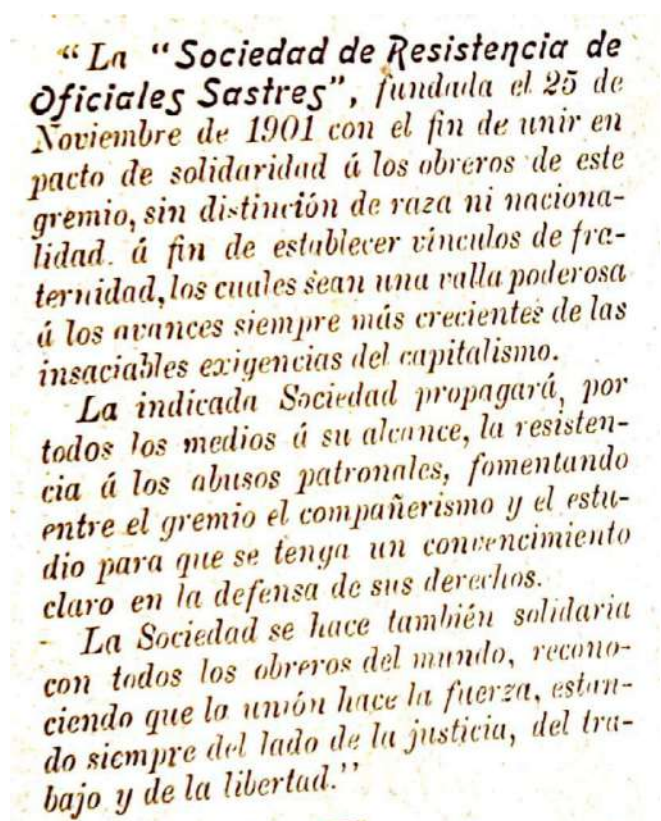 “La “Sociedad de Resistencia de
Oficiales Sastres”, fundada el 25 de
Noviembre de 1901 con el fin de unir en
pacto de solidaridad á los obreros de este
gremio, sin distinción de raza ni naciona-
lidad. á fin de establecer vínculos de fra-
ternidad, los cuales sean una valla poderosa
á los avances siempre más crecientes de las
insaciables exigencias del capitalismo.
La indicada Sociedad propagará, por
todos los medios á su alcance, la resisten-
cia á los abusos patronales, fomentando
entre el gremio el compañerismo y el estu-
dio para que se tenga un convencimiento
claro en la defensa de sus derechos.
- La Sociedad se hace también solidaria
con todos los obreros del mundo, recono-
ciendo que la unión hace la fuerza, estan-
do siempre del lado de la justicia, del tra-
bajo y de la libertad.”